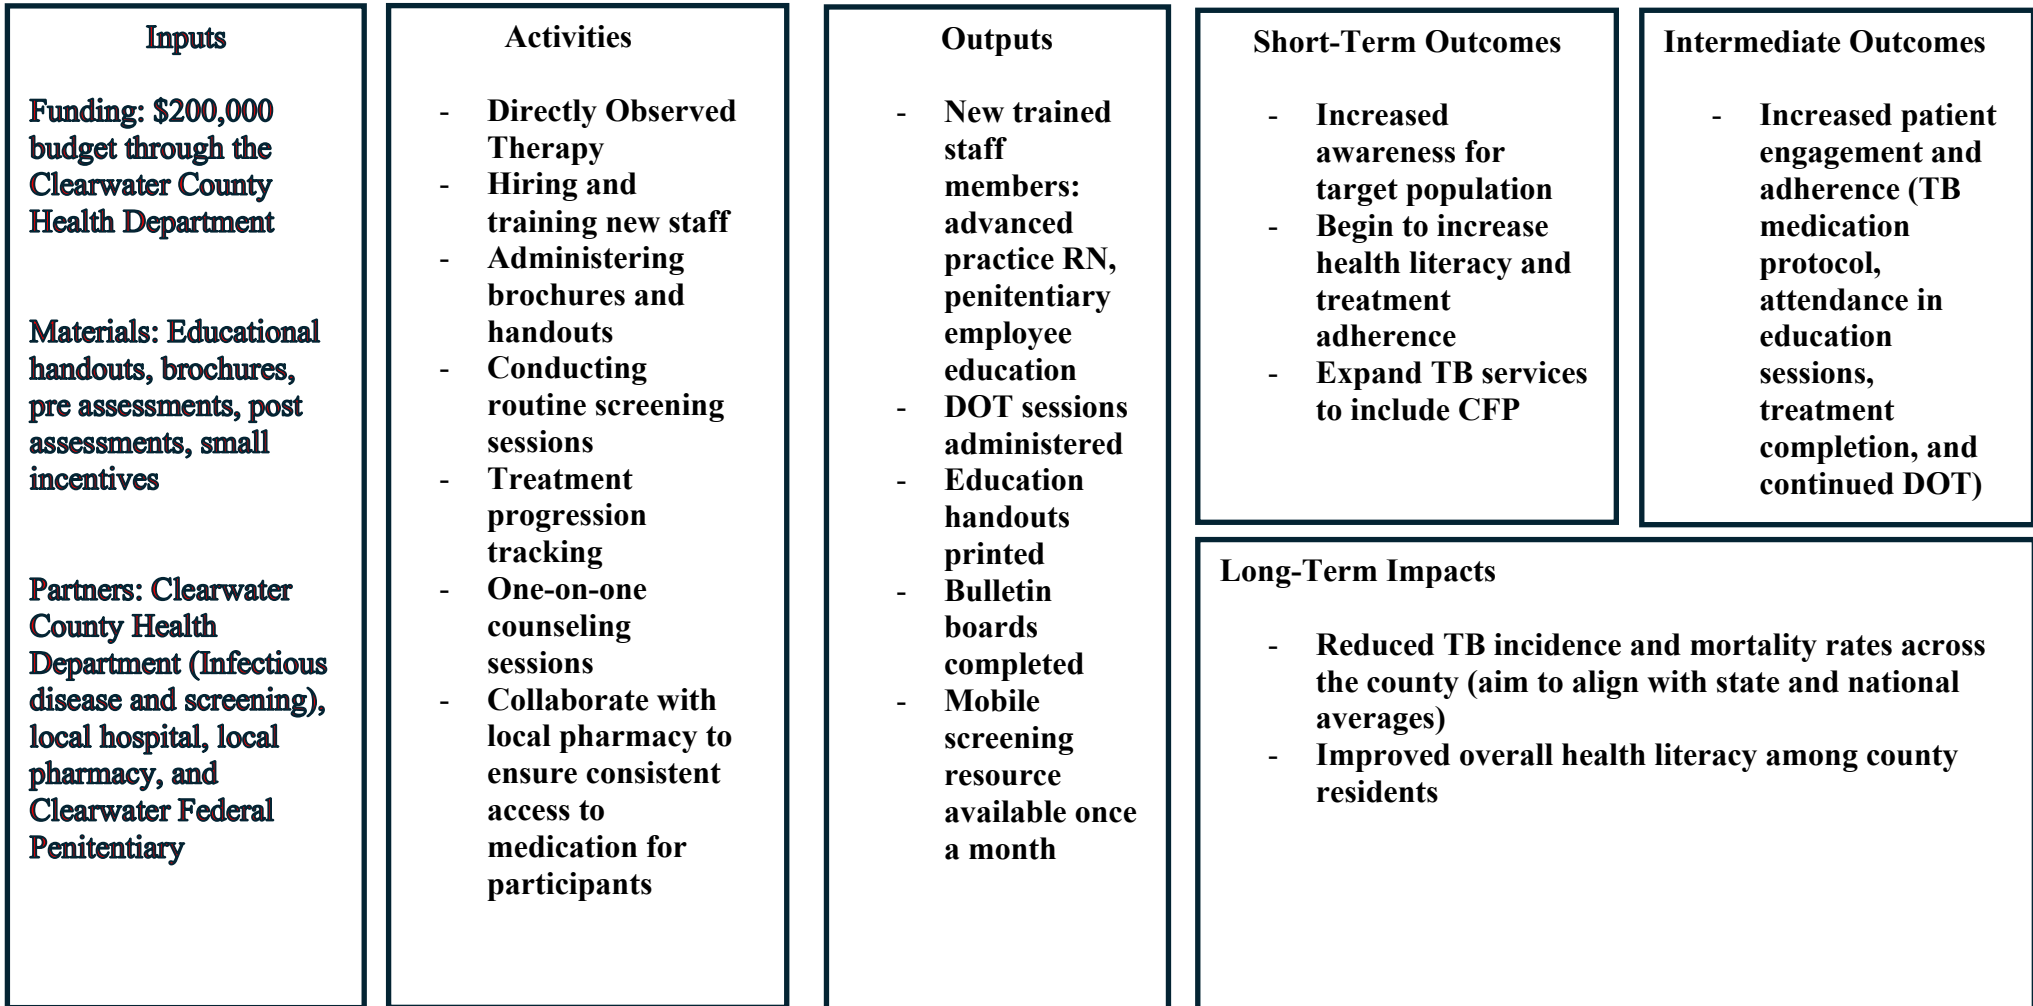 Inputs
Funding: $200,000
budget through the
Clearwater County
Health Department
Materials: Educational
handouts, brochures,
pre assessments, post
assessments, small
incentives
Partners: Clearwater
County Health
Department (Infectious
disease and screening),
local hospital, local
pharmacy, and
Clearwater Federal
Penitentiary
Activities
- Directly Observed
Therapy
- Hiring and
training new staff
- Administering
brochures and
handouts
- Conducting
routine screening
sessions
- Treatment
progression
tracking
- One-on-one
counseling
sessions
- Collaborate with
local pharmacy to
ensure consistent
access to
medication for
participants
Outputs
- New trained
staff
members:
advanced
practice RN,
penitentiary
employee
education
- DOT sessions
administered
- Education
handouts
printed
- Bulletin
boards
completed
- Mobile
screening
resource
available once
a month
Short-Term Outcomes
- Increased
awareness for
target population
- Begin to increase
health literacy and
treatment
adherence
- Expand TB services
to include CFP
Intermediate Outcomes
- Increased patient
engagement and
adherence (TB
medication
protocol,
attendance in
education
sessions,
treatment
completion, and
continued DOT)
Long-Term Impacts
- Reduced TB incidence and mortality rates across
the county (aim to align with state and national
averages)
- Improved overall health literacy among county
residents